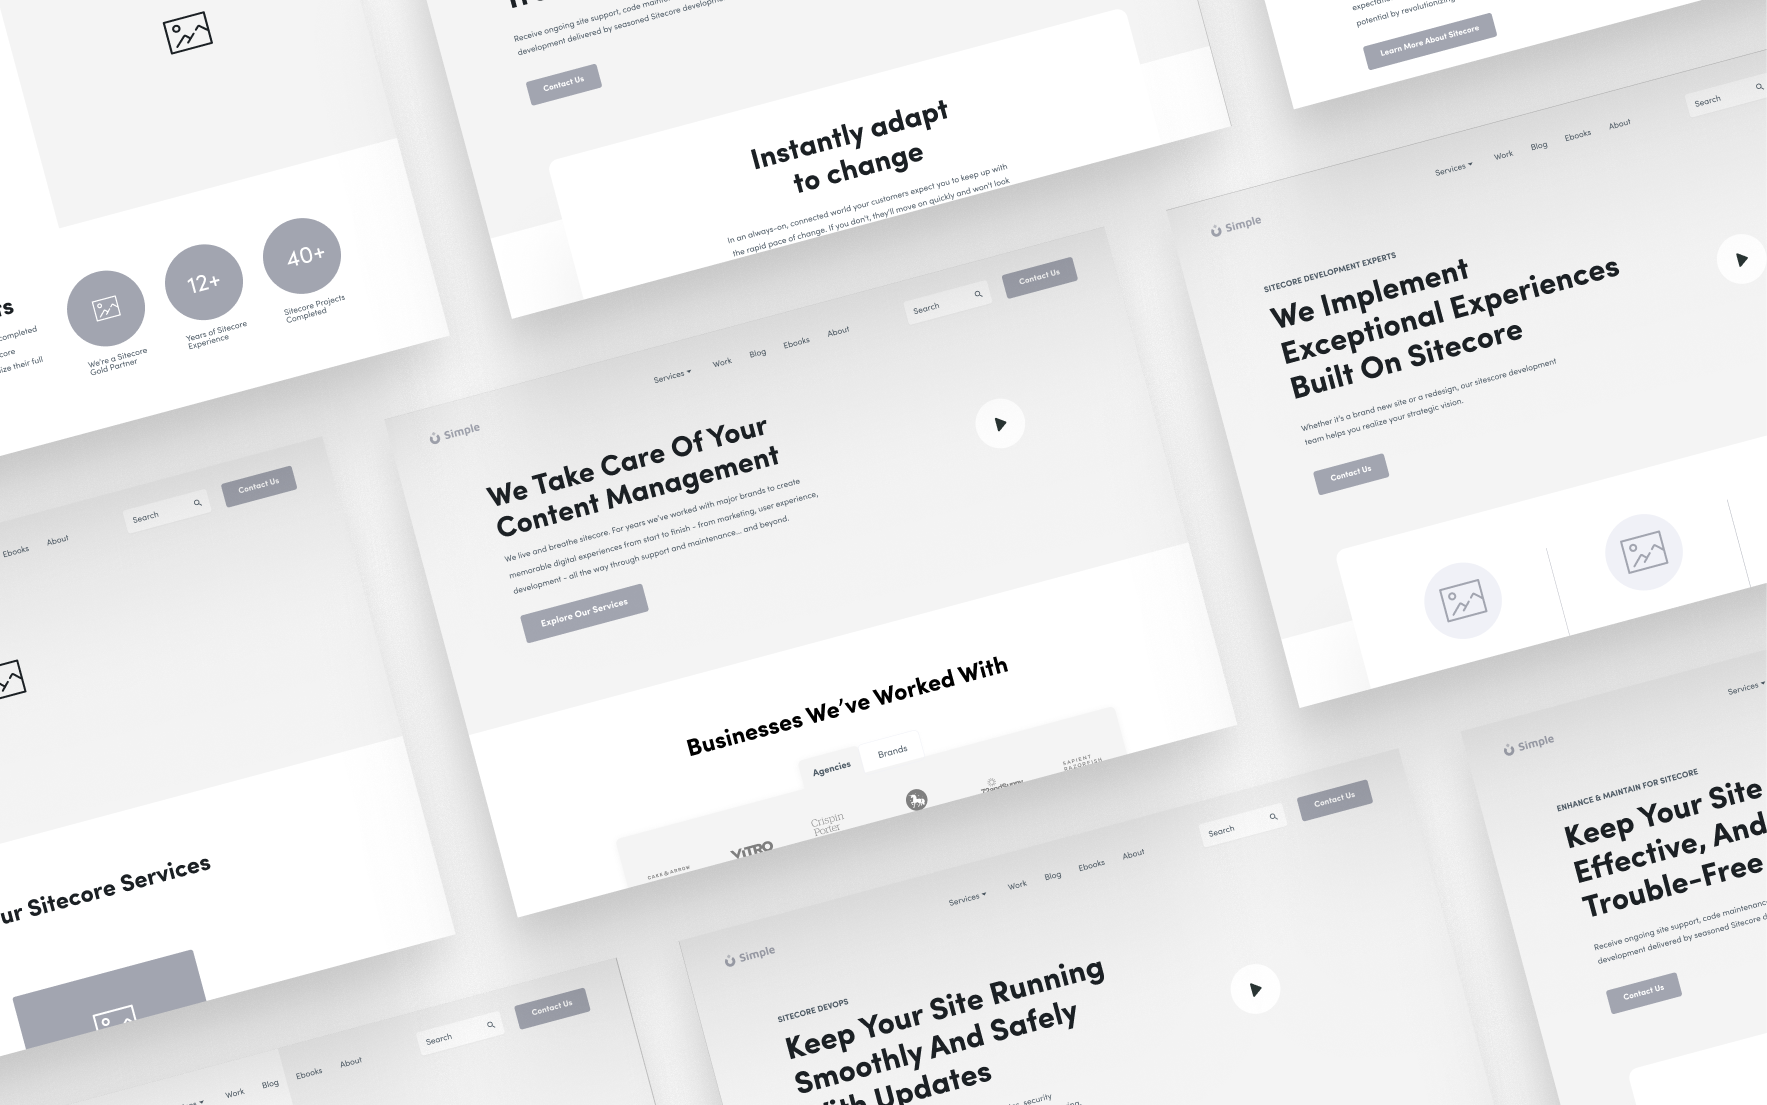 ts
completed
core
ize their full
We're a Sitecore
Gold Partner
12+
Years of Sitecore
Experience
40+
Sitecore Projects
Completed
Receive ongoing site support, code
development delivered by seasoned Sitecore
Contact Us
Instantly adapt
to change
In an always-on, connected world your customers expect you to keep up with
the rapid pace of change. If you don't, they'll move on quickly and won't look
potential by revolutionizing
Learn More About Sitecore
Search
Services
Work
Blog
Ebooks
About
Simple
SITECORE DEVELOPMENT EXPERTS
We Implement
Exceptional Experiences
Built On Sitecore
Whether it's a brand new site or a redesign, our sitescore development
team helps you realize your strategic vision.
Contact Us
Ebooks
About
Search
Contact Us
ur Sitecore Services
Simple
Services
Work
Blog
Ebooks
About
Search
Contact Us
We Take Care Of Your
Content Management
We live and breathe sitecore. For years we've worked with major brands to create
memorable digital experiences from start to finish - from marketing, user experience,
development - all the way through support and maintenance... and beyond.
Explore Our Services
Businesses We've Worked With
Agencies
Brands
CAKE & ARROW
VITRO
Crispin
Porter
SAPIENT
RAZORFISH
Work
Blog
Ebooks
About
Search
Contact Us
Simple
Services
Work
Blog
Ebooks
About
Search
Contact Us
SITECORE DEVOPS
Keep Your Site Running
Smoothly And Safely
With Updates
security
Services
Simple
ENHANCE & MAINTAIN FOR SITECORE
Keep Your Site
Effective, And
Trouble-Free
Receive ongoing site support, code maintenance
development delivered by seasoned Sitecore
Contact Us